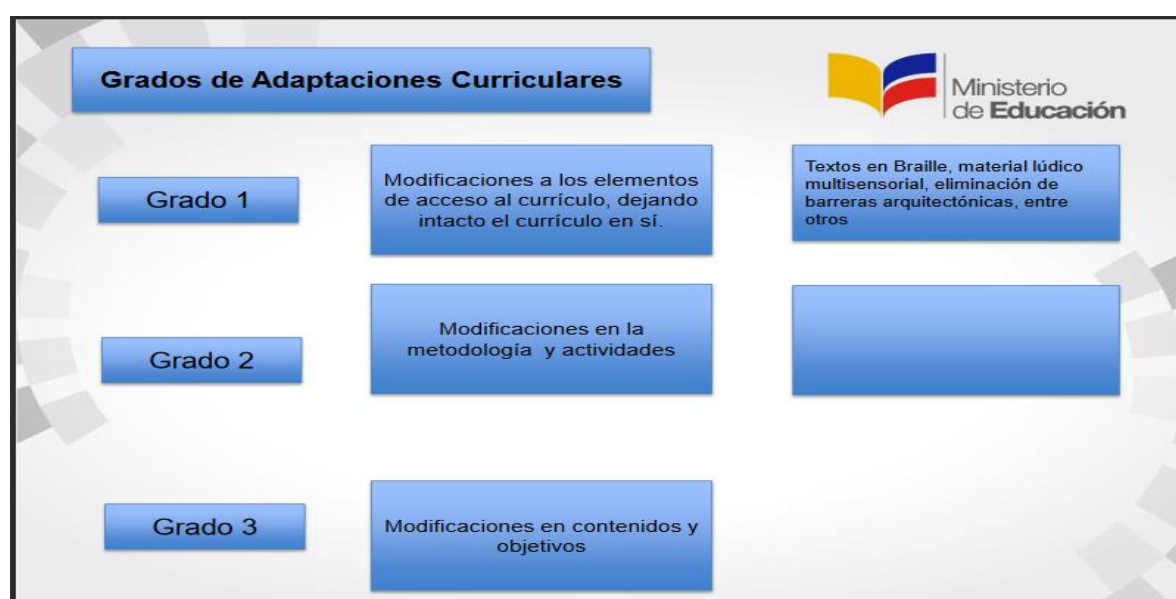 Grados de Adaptaciones Curriculares
Ministerio
de Educación
Grado 1
Modificaciones a los elementos
de acceso al currículo, dejando
intacto el currículo en sí.
Textos en Braille, material lúdico
multisensorial, eliminación de
barreras arquitectónicas, entre
otros
Grado 2
Modificaciones en la
metodología y actividades
Grado 3
Modificaciones en contenidos y
objetivos